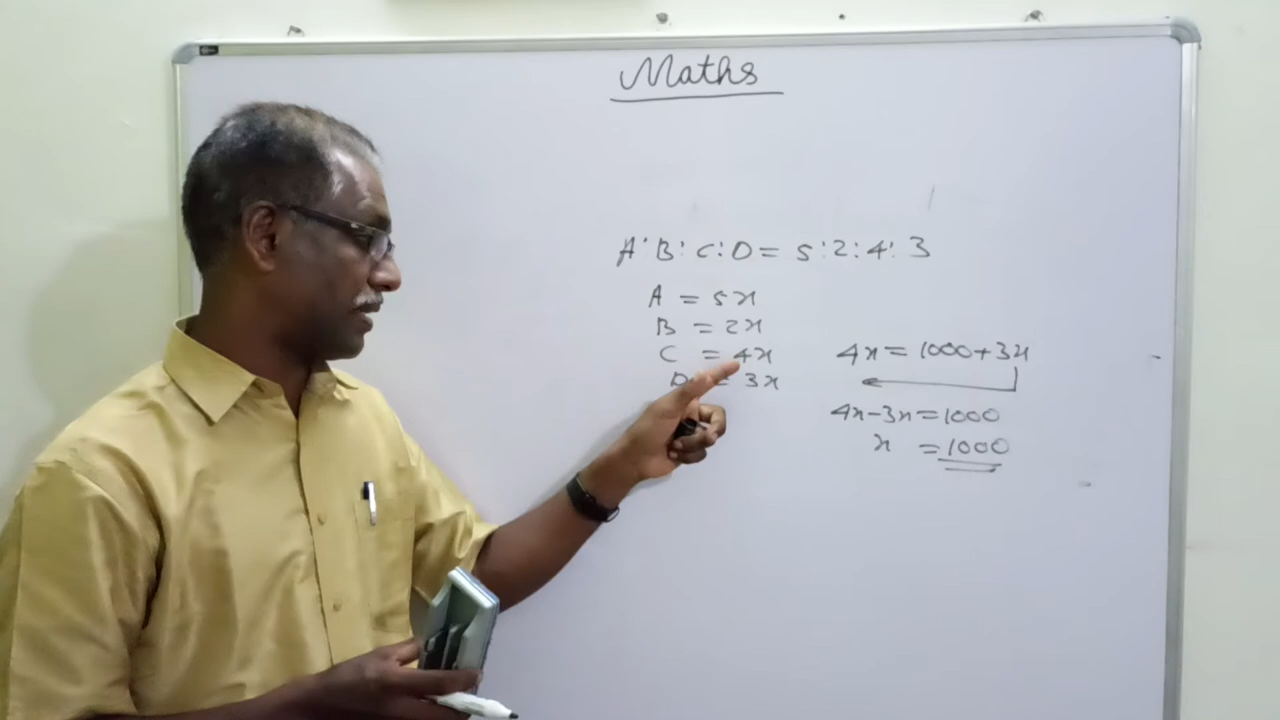 Maths
A:B:C:D = 5:2:4:3
A = 5x
B = 2x
C = 4x
D = 3x
4x = 1000+3x
4x-3x = 1000
x = 1000